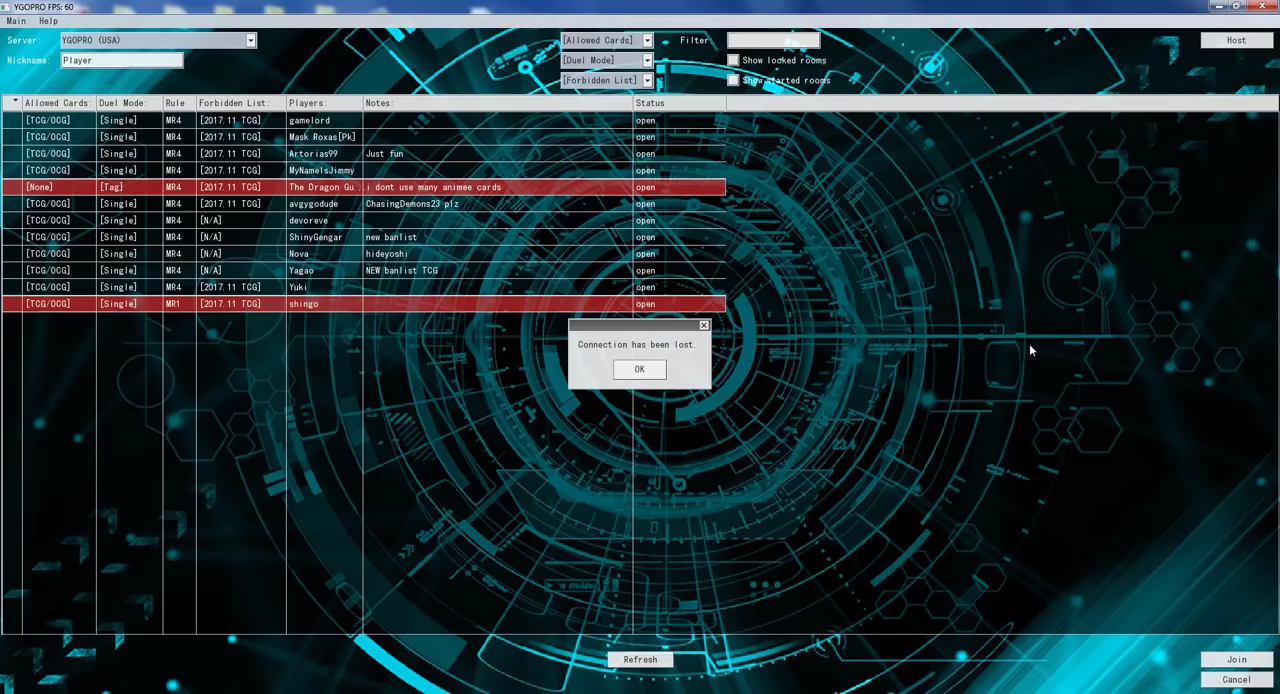 YGOPRO FPS: 60
Main Help
Server: YGOPRO (USA) [Allowed Cards] Filter: Host
Nickname: Player [Duel Mode] Show locked rooms
[Forbidden List] Show started rooms
Allowed Cards: Duel Mode: Rule Forbidden List: Players: Notes: Status
[TCG/OCG] [Single] MR4 [2017.11 TCG] gamelord open
[TCG/OCG] [Single] MR4 [2017.11 TCG] Mask Roxas[Pk] open
[TCG/OCG] [Single] MR4 [2017.11 TCG] Artorias99 Just fun open
[TCG/OCG] [Single] MR4 [2017.11 TCG] MyNameIsJimmy open
[None] [Tag] MR4 [2017.11 TCG] The Dragon Gu... i dont use many animee cards open
[TCG/OCG] [Single] MR4 [2017.11 TCG] avgygodude ChasingDemons23 plz open
[TCG/OCG] [Single] MR4 [N/A] devoreve open
[TCG/OCG] [Single] MR4 [N/A] ShinyGengar new banlist open
[TCG/OCG] [Single] MR4 [N/A] Nova hideyoshi open
[TCG/OCG] [Single] MR4 [N/A] Yagao NEW banlist TCG open
[TCG/OCG] [Single] MR4 [2017.11 TCG] Yuki open
[TCG/OCG] [Single] MR1 [2017.11 TCG] shingo open
Connection has been lost.
OK
Refresh Join
Cancel